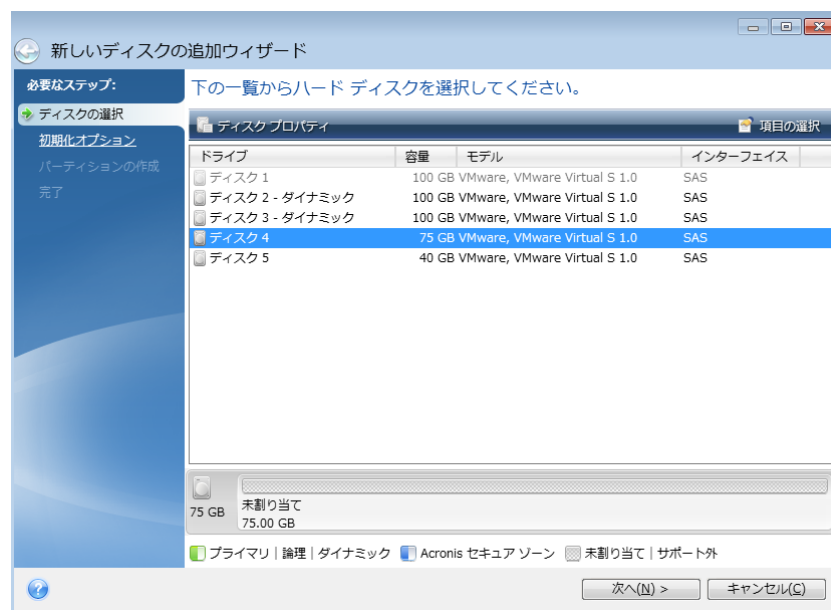 新しいディスクの追加ウィザード
必要なステップ:
ディスクの選択
初期化オプション
パーティションの作成
完了
下の一覧からハード ディスクを選択してください。
ディスク プロパティ
項目の選択
ドライブ 容量 モデル インターフェイス
ディスク 1 100 GB VMware, VMware Virtual S 1.0 SAS
ディスク 2 - ダイナミック 100 GB VMware, VMware Virtual S 1.0 SAS
ディスク 3 - ダイナミック 100 GB VMware, VMware Virtual S 1.0 SAS
ディスク 4 75 GB VMware, VMware Virtual S 1.0 SAS
ディスク 5 40 GB VMware, VMware Virtual S 1.0 SAS
75 GB
未割り当て
75.00 GB
プライマリ | 論理 | ダイナミック Acronis セキュア ゾーン 未割り当て | サポート外
次へ(N) > キャンセル(C)